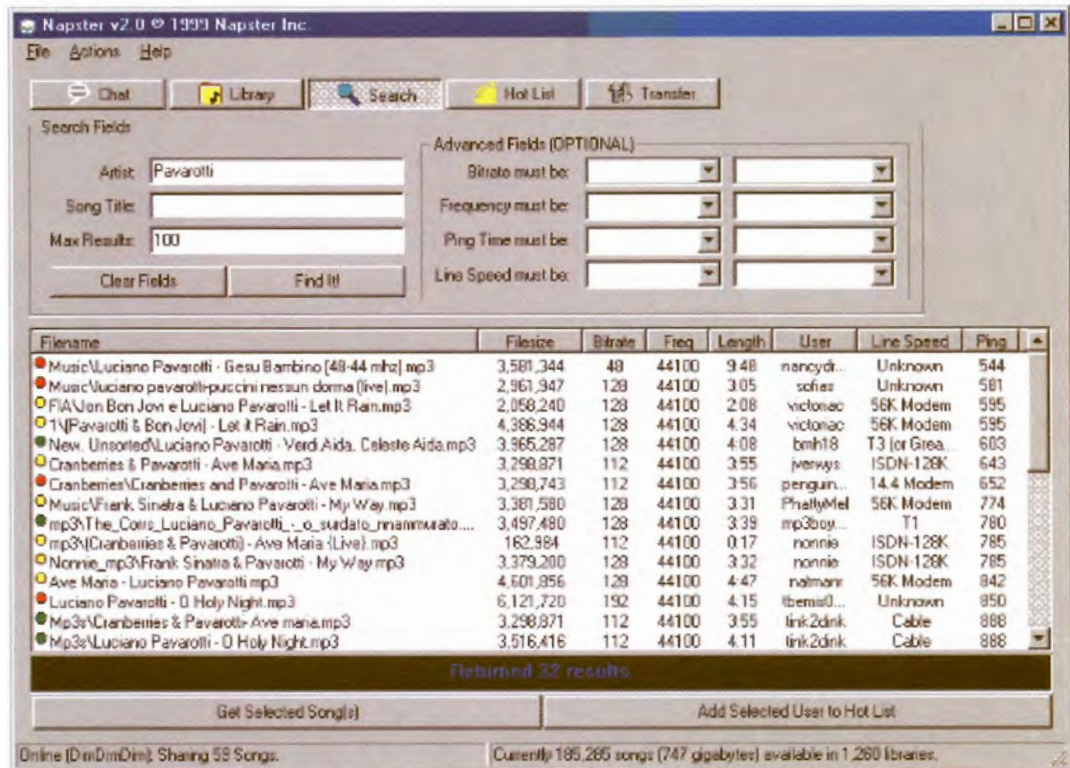 Napster v2.0 © 1999 Napster Inc.
File Actions Help
Chat Library Search Hot List Transfer
Search Fields
Advanced Fields (OPTIONAL)
Artist: Pavarotti
Bitrate must be:
Song Title:
Frequency must be:
Max Results: 100
Ping Time must be:
Clear Fields Find It!
Line Speed must be:
Filename Filesize Bitrate Freq Length User Line Speed Ping
Music\Luciano Pavarotti - Gesu Bambino [48-44 mhz].mp3 3,581,344 48 44100 9:48 nancydr... Unknown 544
Music\luciano pavarotti-puccini nessun dorma (live).mp3 2,961,947 128 44100 3:05 sofias Unknown 581
FIA\Jon Bon Jovi e Luciano Pavarotti - Let It Rain.mp3 2,058,240 128 44100 2:08 victoriac 56K Modem 595
1\(Pavarotti & Bon Jovi) - Let it Rain.mp3 4,386,944 128 44100 4:34 victoriac 56K Modem 595
New, Unsorted\Luciano Pavarotti - Verdi.Aida. Celeste Aida.mp3 3,965,287 128 44100 4:08 bmh18 T3 (or Grea... 603
Cranberries & Pavarotti - Ave Maria.mp3 3,298,871 112 44100 3:55 jverwys ISDN-128K 643
Cranberries\Cranberries and Pavarotti - Ave Maria.mp3 3,298,743 112 44100 3:56 penguin... 14.4 Modem 652
Music\Frank Sinatra & Luciano Pavarotti - My Way.mp3 3,381,580 128 44100 3:31 PhattyMel 56K Modem 774
mp3\The_Corrs_Luciano_Pavarotti_-_o_surdato_nnammurato.... 3,497,480 128 44100 3:39 mp3boy... T1 780
mp3\(Cranberries & Pavarotti) - Ave Maria (Live).mp3 162,984 112 44100 0:17 nonnie ISDN-128K 785
Nonnie_mp3\Frank Sinatra & Pavarotti - My Way.mp3 3,379,200 128 44100 3:32 nonnie ISDN-128K 785
Ave Maria - Luciano Pavarotti.mp3 4,601,856 128 44100 4:47 natmann 56K Modem 842
Luciano Pavarotti - O Holy Night.mp3 6,121,720 192 44100 4:15 tbemis0... Unknown 850
Mp3s\Cranberries & Pavarotti- Ave maria.mp3 3,298,871 112 44100 3:55 tink2dink Cable 888
Mp3s\Luciano Pavarotti - O Holy Night.mp3 3,516,416 112 44100 4:11 tink2dink Cable 888
Returned 32 results.
Get Selected Song(s) Add Selected User to Hot List
Online (DimDimDim): Sharing 59 Songs. Currently 185,285 songs (747 gigabytes) available in 1,260 libraries.